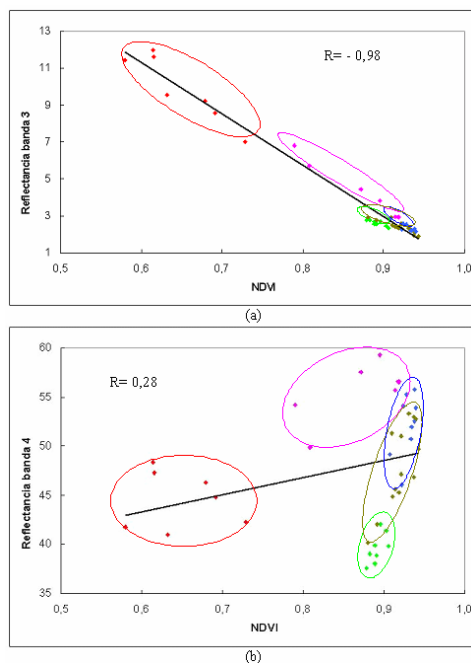 Reflectancia banda 3
13
11
9
7
5
3
1
R= - 0,98
0,5 0,6 0,7 0,8 0,9 1,0
NDVI
(a)
Reflectancia banda 4
60
55
50
45
40
35
R= 0,28
0,5 0,6 0,7 0,8 0,9 1,0
NDVI
(b)